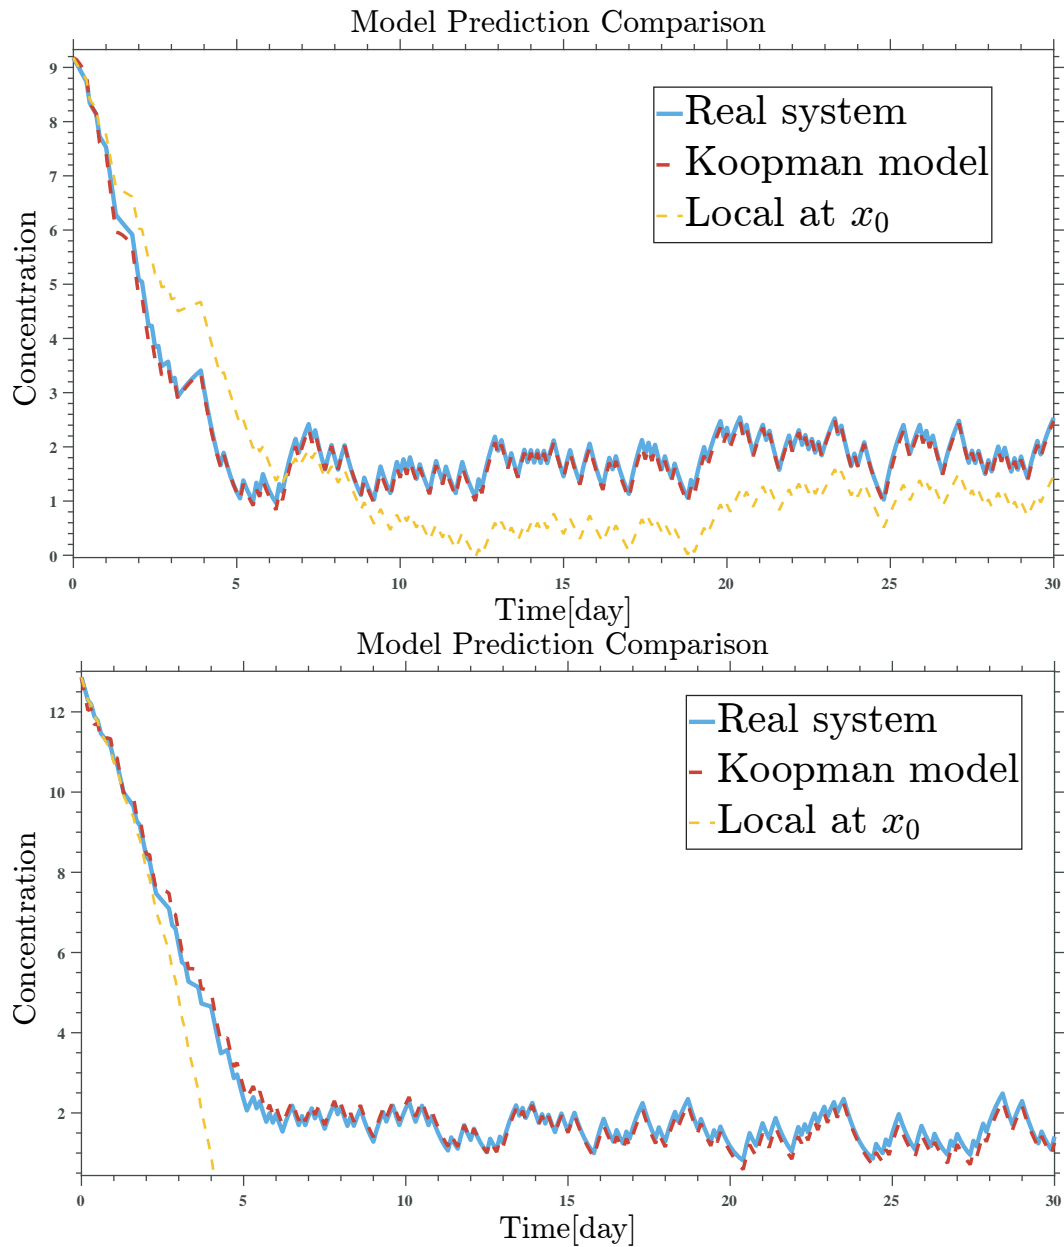 Model Prediction Comparison
9
8
7
6
5
4
3
2
1
0
Concentration
Real system
Koopman model
Local at x₀
0 5 10 15 20 25 30
Time[day]
Model Prediction Comparison
12
10
8
6
4
2
Concentration
Real system
Koopman model
Local at x₀
0 5 10 15 20 25 30
Time[day]